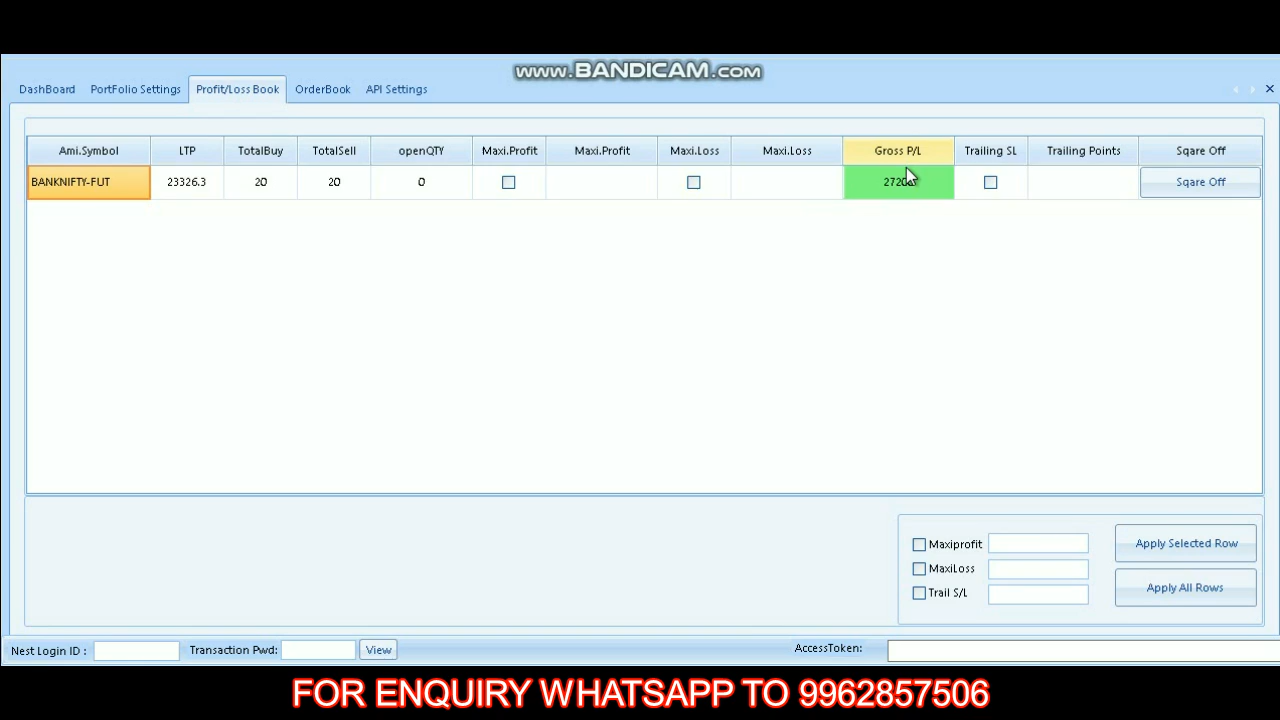 www.BANDICAM.com
DashBoard PortFolio Settings Profit/Loss Book OrderBook API Settings
Ami.Symbol LTP TotalBuy TotalSell openQTY Maxi.Profit Maxi.Profit Maxi.Loss Maxi.Loss Gross P/L Trailing SL Trailing Points Sqare Off
BANKNIFTY-FUT 23326.3 20 20 0 Sqare Off
Maxiprofit Apply Selected Row
MaxiLoss
Trail S/L Apply All Rows
Nest Login ID : Transaction Pwd: View AccessToken:
FOR ENQUIRY WHATSAPP TO 9962857506